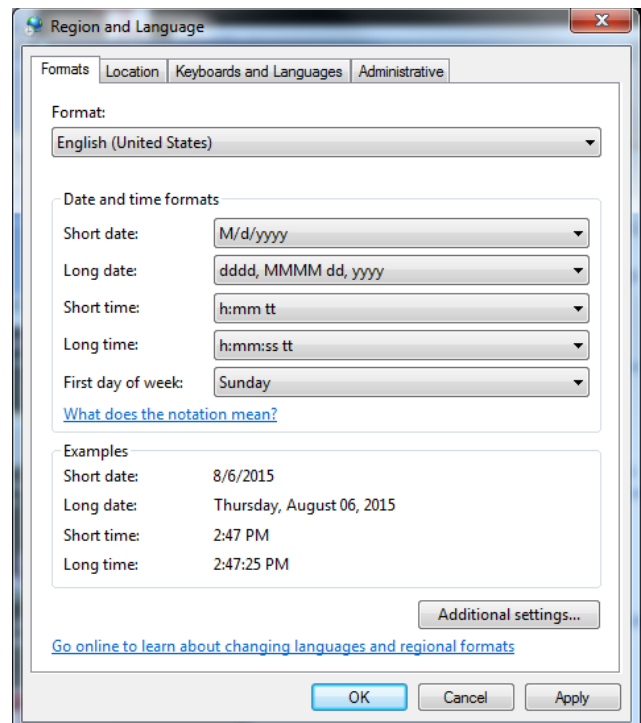 Region and Language
Formats Location Keyboards and Languages Administrative
Format:
English (United States)
Date and time formats
Short date: M/d/yyyy
Long date: dddd, MMMM dd, yyyy
Short time: h:mm tt
Long time: h:mm:ss tt
First day of week: Sunday
What does the notation mean?
Examples
Short date: 8/6/2015
Long date: Thursday, August 06, 2015
Short time: 2:47 PM
Long time: 2:47:25 PM
Additional settings...
Go online to learn about changing languages and regional formats
OK Cancel Apply